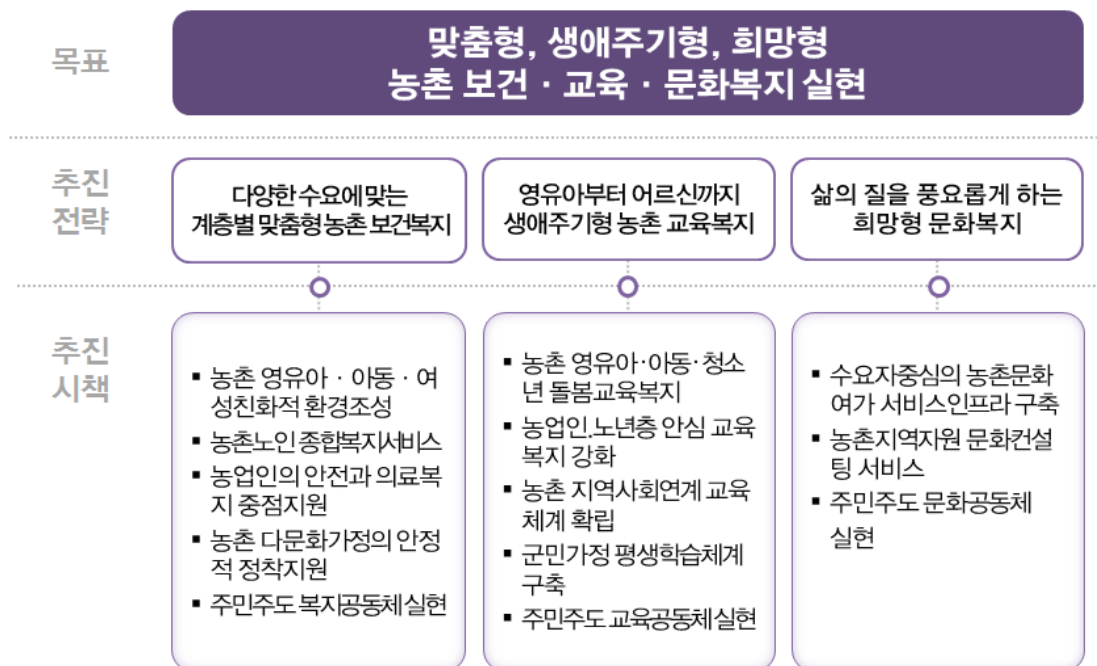 목표
맞춤형, 생애주기형, 희망형
농촌 보건 · 교육 · 문화복지 실현
추진
전략
다양한 수요에 맞는
계층별 맞춤형 농촌 보건복지
영유아부터 어르신까지
생애주기형 농촌 교육복지
삶의 질을 풍요롭게 하는
희망형 문화복지
추진
시책
▪ 농촌 영유아 · 아동 · 여
성친화적 환경조성
▪ 농촌노인 종합복지서비스
▪ 농업인의 안전과 의료복
지 중점지원
▪ 농촌 다문화가정의 안정
적 정착지원
▪ 주민주도 복지공동체 실현
▪ 농촌 영유아·아동·청소
년 돌봄교육복지
▪ 농업인.노년층 안심 교육
복지 강화
▪ 농촌 지역사회연계 교육
체계 확립
▪ 군민가정 평생학습체계
구축
▪ 주민주도 교육공동체 실현
▪ 수요자중심의 농촌문화
여가 서비스인프라 구축
▪ 농촌지역자원 문화컨설
팅 서비스
▪ 주민주도 문화공동체
실현